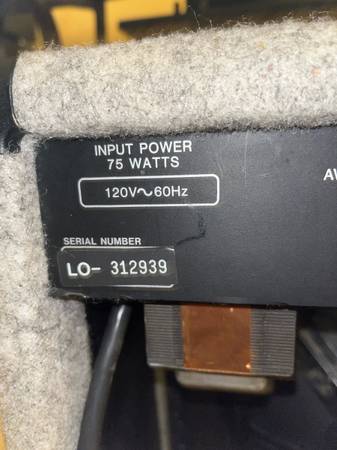 INPUT POWER
75 WATTS
120V~60Hz
SERIAL NUMBER
LO- 312939